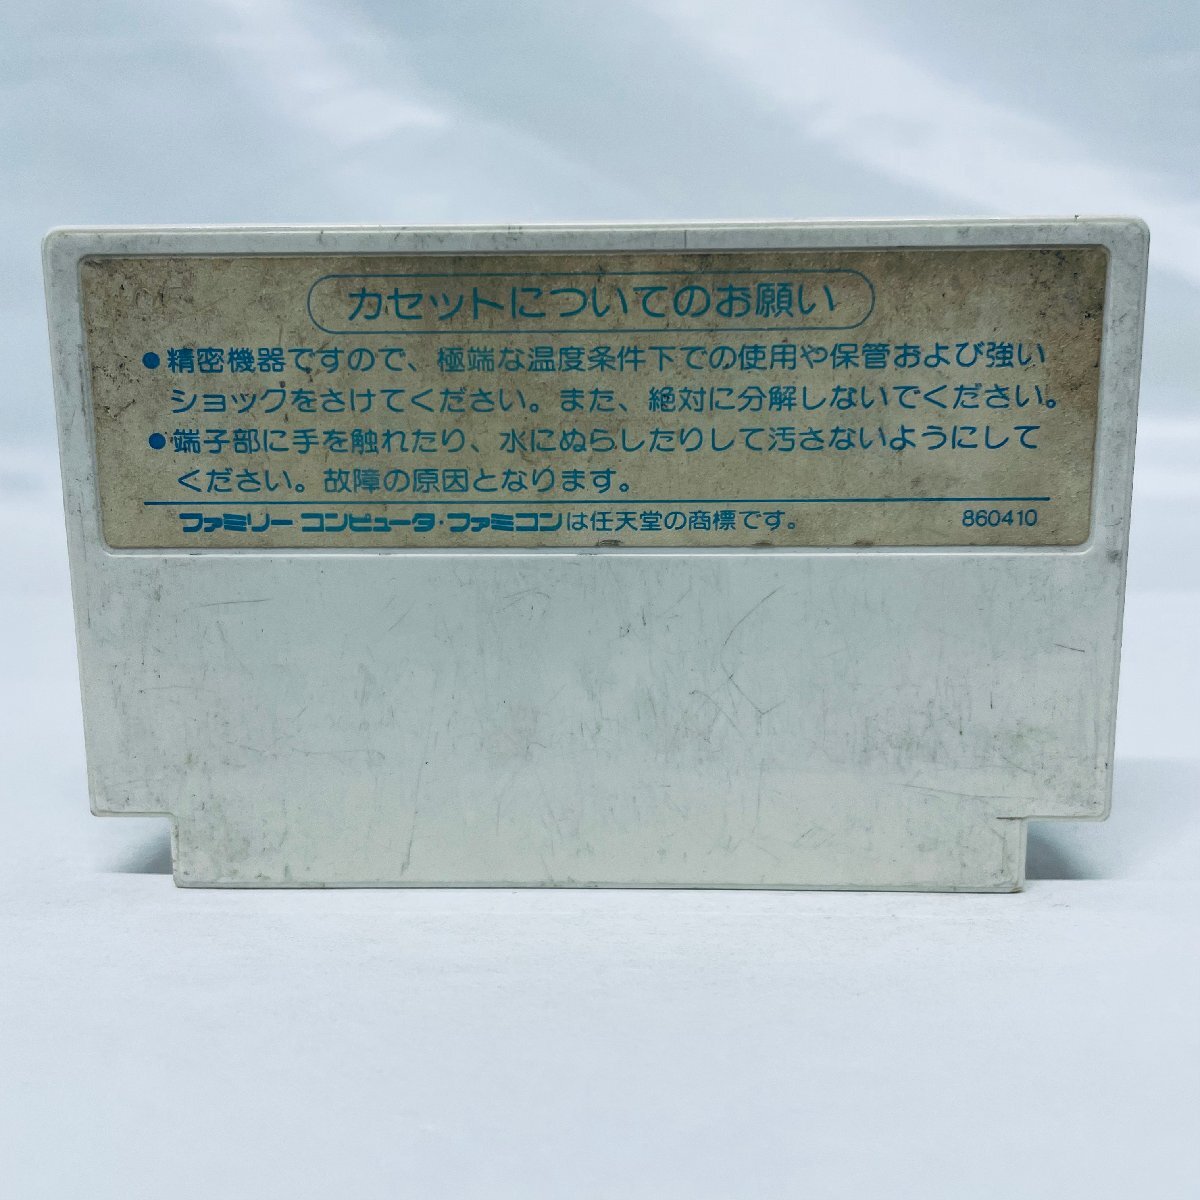 カセットについてのお願い
●精密機器ですので、極端な温度条件下での使用や保管および強い
ショックをさけてください。また、絶対に分解しないでください。
●端子部に手を触れたり、水にぬらしたりして汚さないようにして
ください。故障の原因となります。
ファミリー コンピュータ・ファミコンは任天堂の商標です。 860410